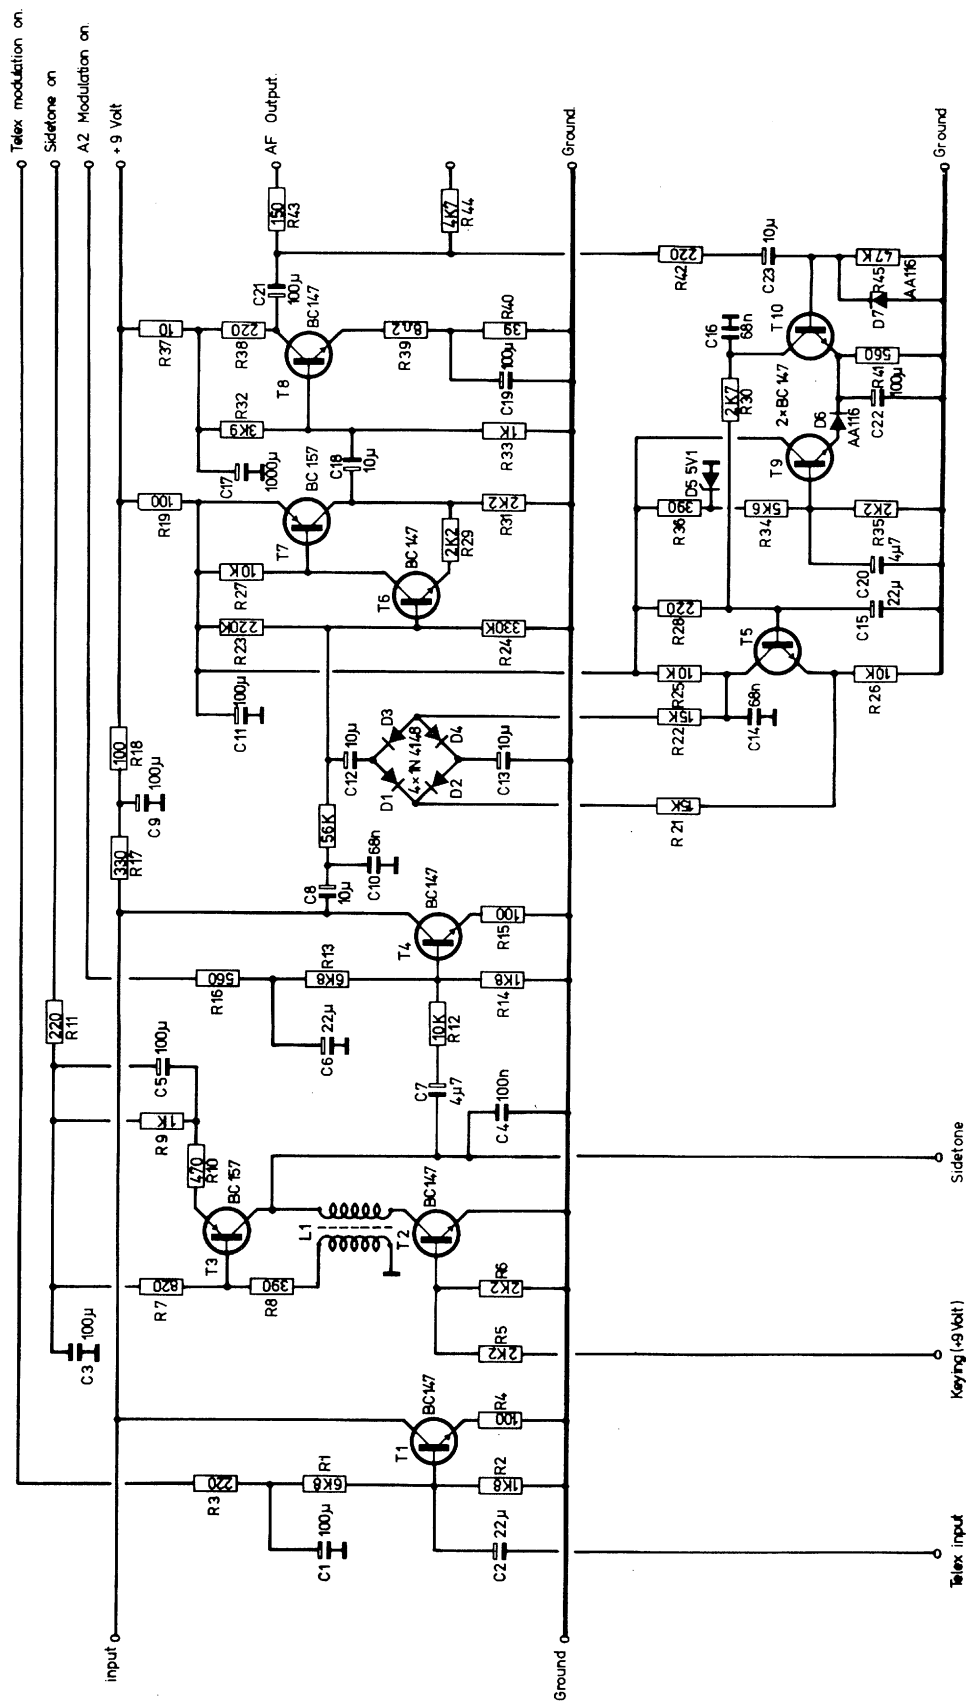 Telex modulation on.
Sidetone on
A2 Modulation on.
+9 Volt
AF Output.
Ground
Ground
input
Ground
Telex input
Keying (+9 Volt)
Sidetone
C1 100µ
R3
220
R1
6K8
C2 22µ
R2
1K8
T1
BC147
R4
100
C3 100µ
R7
820
R8
390
T3
BC157
R10
470
R9
1K
C5 100µ
R11
220
L1
T2
BC147
R5
2K2
R6
2K2
C4 100n
C7
4µ7
R12
10K
C6 22µ
R16
560
R13
6K8
R14
1K8
T4
BC147
R15
100
R17
330
C9 100µ
R18
100
C8
10µ
C10 68n
56K
C12 10µ
D1
D3
D2
D4
4×1N4148
C13 10µ
C11 100µ
R19
100
R23
220K
R27
10K
R24
330K
T6
BC147
T7
BC157
R29
2K2
R31
2K2
C18
10µ
C17
1000µ
R37
10
R32
3K9
R33
1K
R38
220
T8
BC147
C21
100µ
R39
8Ω2
C19 100µ
R40
39
R43
150
R44
4K7
R21
15K
R22
15K
R25
10K
C14 68n
T5
R26
10K
R28
220
C15 22µ
C20 4µ7
R36
390
D5 5V1
R34
5K6
R35
2K2
T9
2×BC147
D6
AA116
R30
2K7
C16
68n
T10
C22 100µ
R41
560
R42
220
C23 10µ
D7
AA116
R45
47K